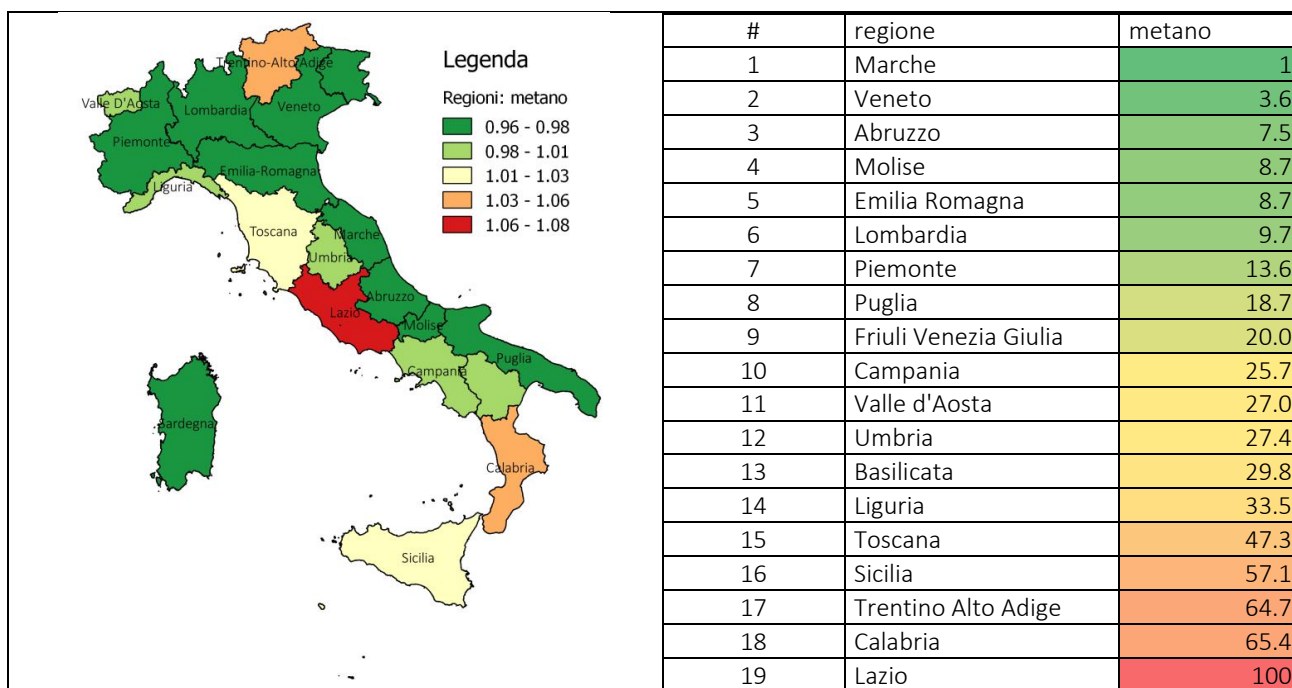 Legenda
Regioni: metano
0.96 - 0.98
0.98 - 1.01
1.01 - 1.03
1.03 - 1.06
1.06 - 1.08
Trentino-Alto Adige
Valle D'Aosta
Lombardia
Veneto
Piemonte
Emilia-Romagna
Liguria
Toscana
Marche
Umbria
Abruzzo
Lazio
Molise
Puglia
Campania
Sardegna
Calabria
Sicilia
# regione metano
1 Marche 1
2 Veneto 3.6
3 Abruzzo 7.5
4 Molise 8.7
5 Emilia Romagna 8.7
6 Lombardia 9.7
7 Piemonte 13.6
8 Puglia 18.7
9 Friuli Venezia Giulia 20.0
10 Campania 25.7
11 Valle d'Aosta 27.0
12 Umbria 27.4
13 Basilicata 29.8
14 Liguria 33.5
15 Toscana 47.3
16 Sicilia 57.1
17 Trentino Alto Adige 64.7
18 Calabria 65.4
19 Lazio 100